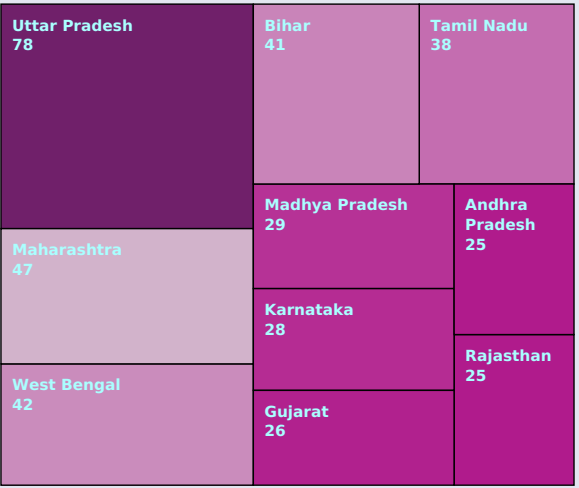 Uttar Pradesh
78
Maharashtra
47
West Bengal
42
Bihar
41
Tamil Nadu
38
Madhya Pradesh
29
Karnataka
28
Gujarat
26
Andhra
Pradesh
25
Rajasthan
25